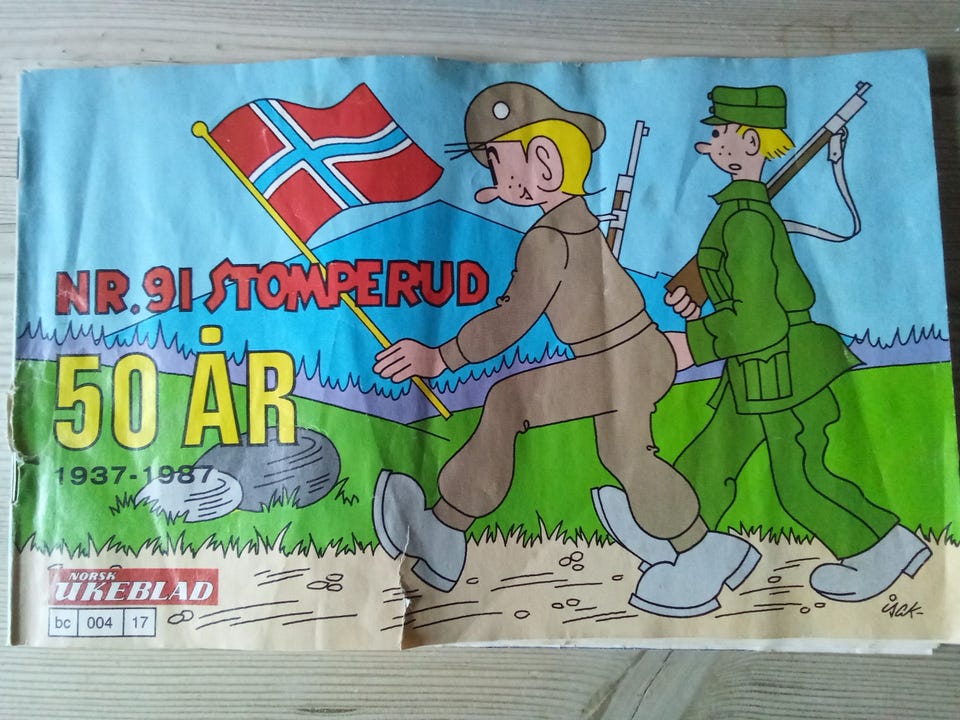 NR.91 STOMPERUD
50 ÅR
1937-1987
NORSK
UKEBLAD
bc 004 17